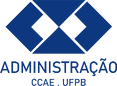 ADMINISTRAÇÃO
CCAE . UFPB